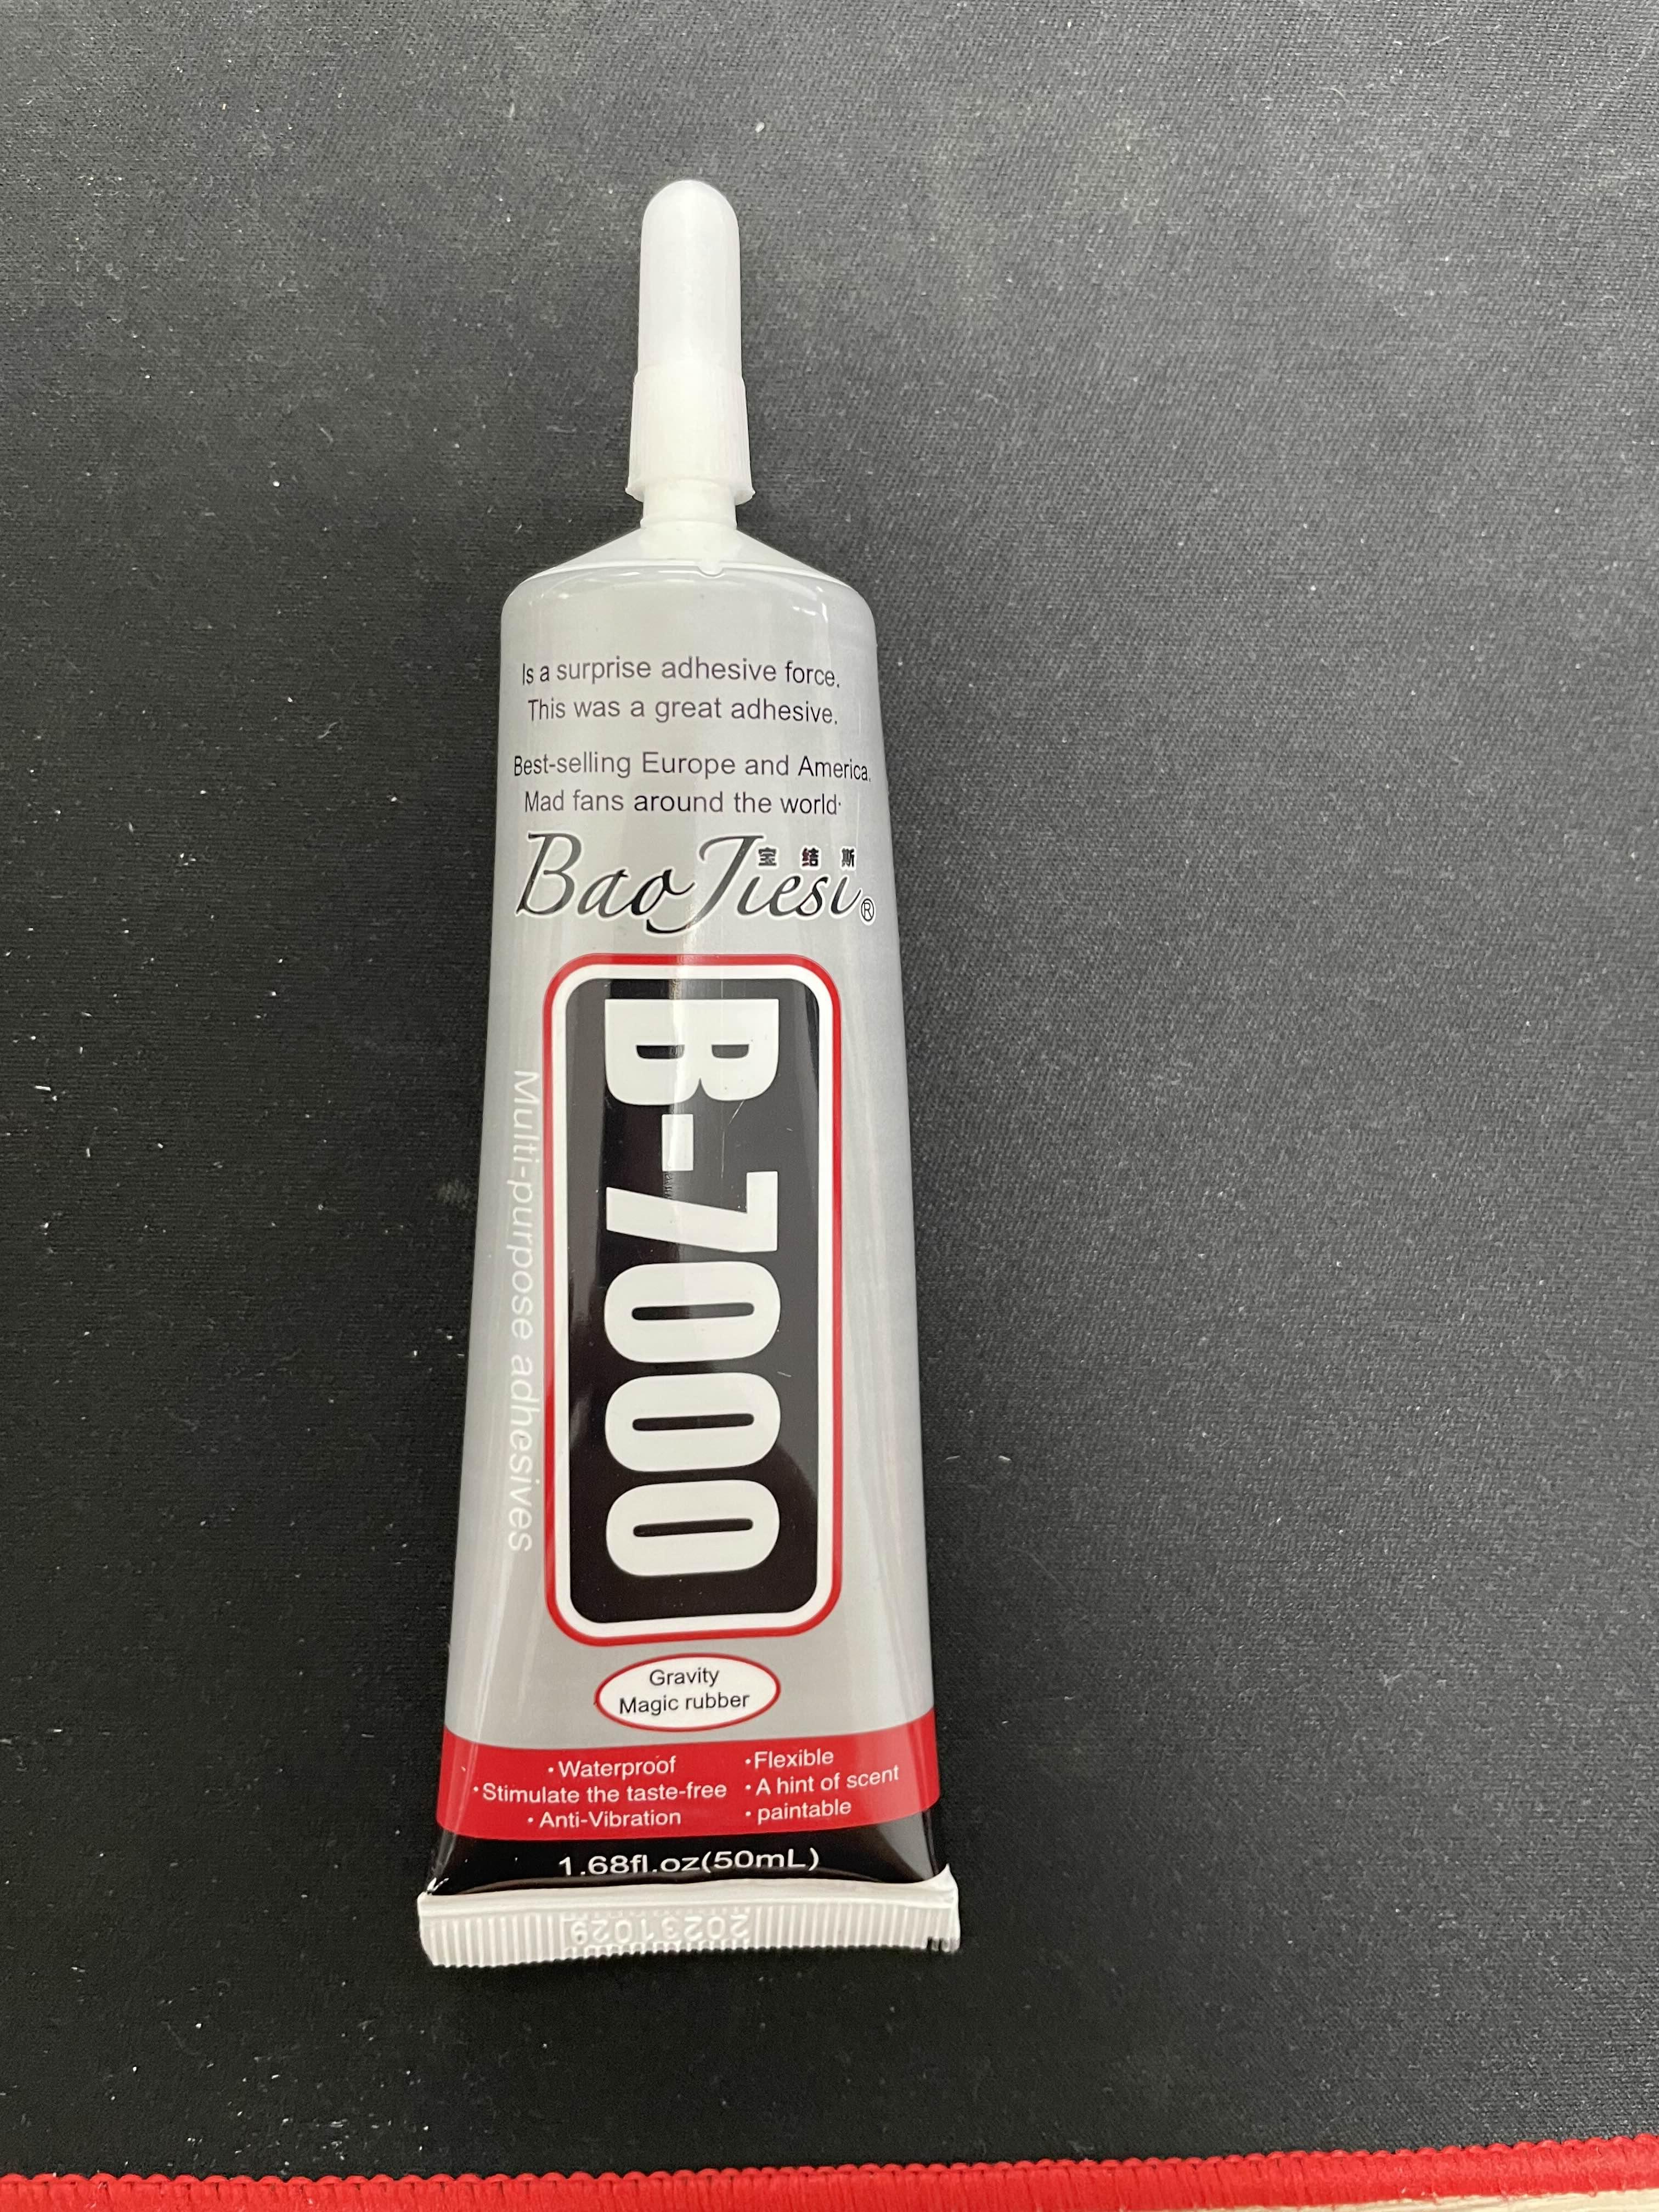 Is a surprise adhesive force.
This was a great adhesive.
Best-selling Europe and America.
Mad fans around the world·
宝结斯
BaoJiesi®
B-7000
Multi-purpose adhesives
Gravity
Magic rubber
·Waterproof
·Stimulate the taste-free
·Anti-Vibration
·Flexible
·A hint of scent
·paintable
1.68fl.oz(50mL)
20231029